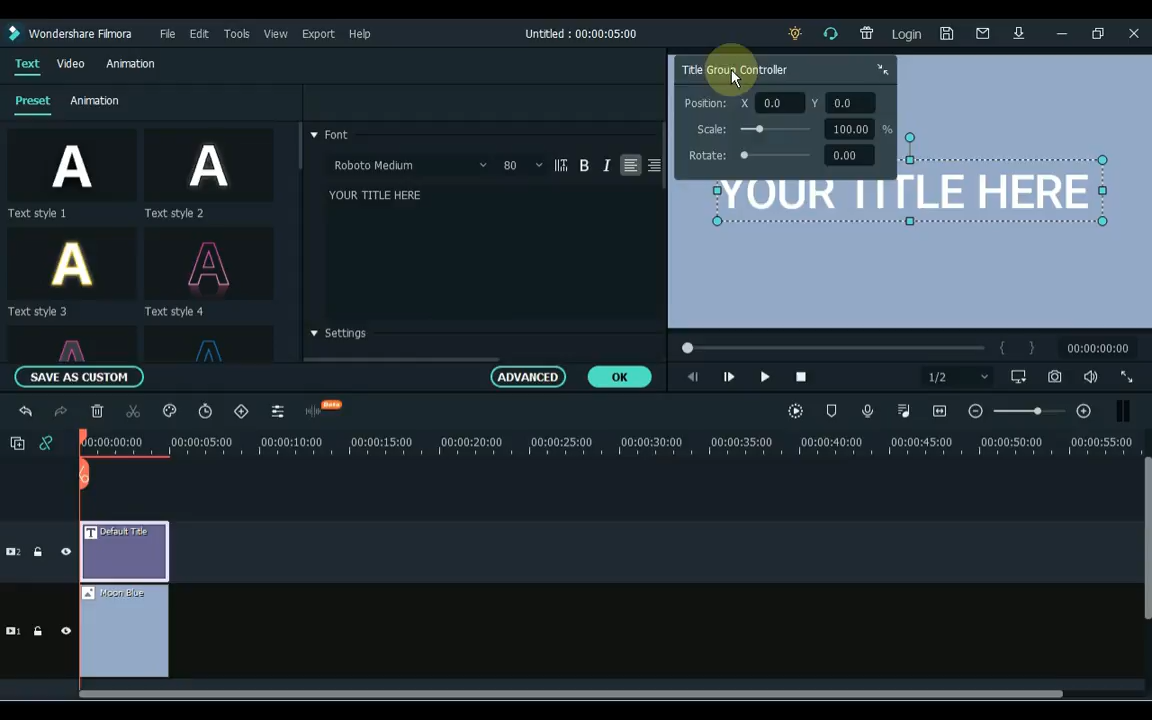 Wondershare Filmora File Edit Tools View Export Help Untitled : 00:00:05:00 Login
Text Video Animation
Preset Animation
A A
Text style 1 Text style 2
A A
Text style 3 Text style 4
A A
SAVE AS CUSTOM
Font
Roboto Medium 80 B I
YOUR TITLE HERE
Settings
ADVANCED OK
Title Group Controller
Position: X 0.0 Y 0.0
Scale: 100.00 %
Rotate: 0.00
YOUR TITLE HERE
{ } 00:00:00:00
1/2
Beta
00:00:00:00 00:00:05:00 00:00:10:00 00:00:15:00 00:00:20:00 00:00:25:00 00:00:30:00 00:00:35:00 00:00:40:00 00:00:45:00 00:00:50:00 00:00:55:00
2 T Default Title
1 Moon Blue